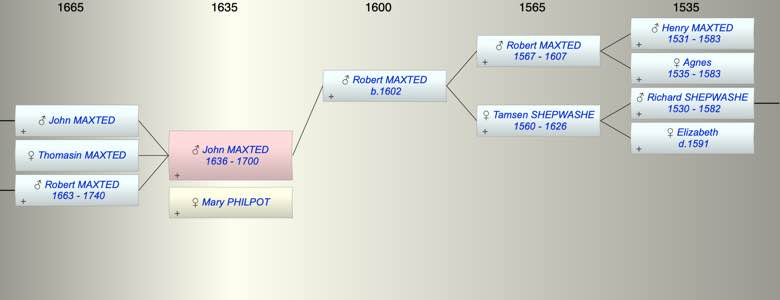 1665 1635 1600 1565 1535
♂ John MAXTED
+
♀ Thomasin MAXTED
♂ Robert MAXTED
1663 - 1740
+
♂ John MAXTED
1636 - 1700
+
♀ Mary PHILPOT
+
♂ Robert MAXTED
b.1602
+
♂ Robert MAXTED
1567 - 1607
+
♀ Tamsen SHEPWASHE
1560 - 1626
+
♂ Henry MAXTED
1531 - 1583
+
♀ Agnes
1535 - 1583
+
♂ Richard SHEPWASHE
1530 - 1582
+
♀ Elizabeth
d.1591
+